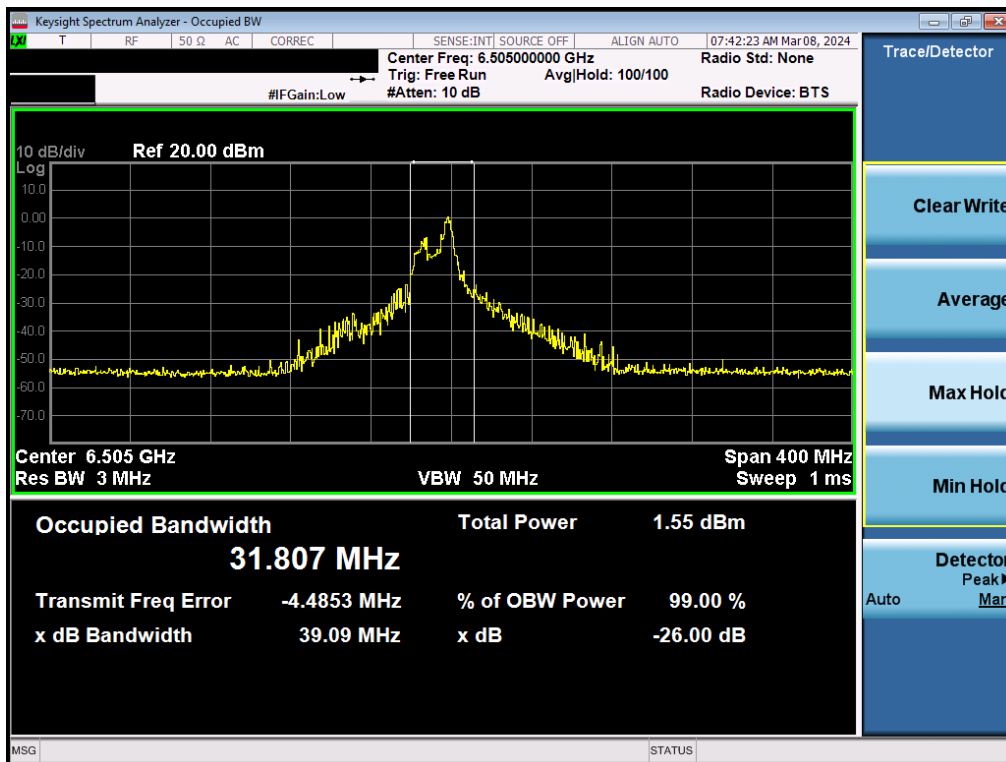 Keysight Spectrum Analyzer - Occupied BW
LXI T RF 50 Ω AC CORREC SENSE:INT SOURCE OFF ALIGN AUTO 07:42:23 AM Mar 08, 2024
Center Freq: 6.505000000 GHz Radio Std: None
Trig: Free Run Avg|Hold: 100/100
#IFGain:Low #Atten: 10 dB Radio Device: BTS
Trace/Detector
10 dB/div Ref 20.00 dBm
Log
10.0
0.00
-10.0
-20.0
-30.0
-40.0
-50.0
-60.0
-70.0
Center 6.505 GHz Span 400 MHz
Res BW 3 MHz VBW 50 MHz Sweep 1 ms
Occupied Bandwidth Total Power 1.55 dBm
31.807 MHz
Transmit Freq Error -4.4853 MHz % of OBW Power 99.00 %
x dB Bandwidth 39.09 MHz x dB -26.00 dB
Clear Write
Average
Max Hold
Min Hold
Detector
Peak
Auto Man
MSG STATUS